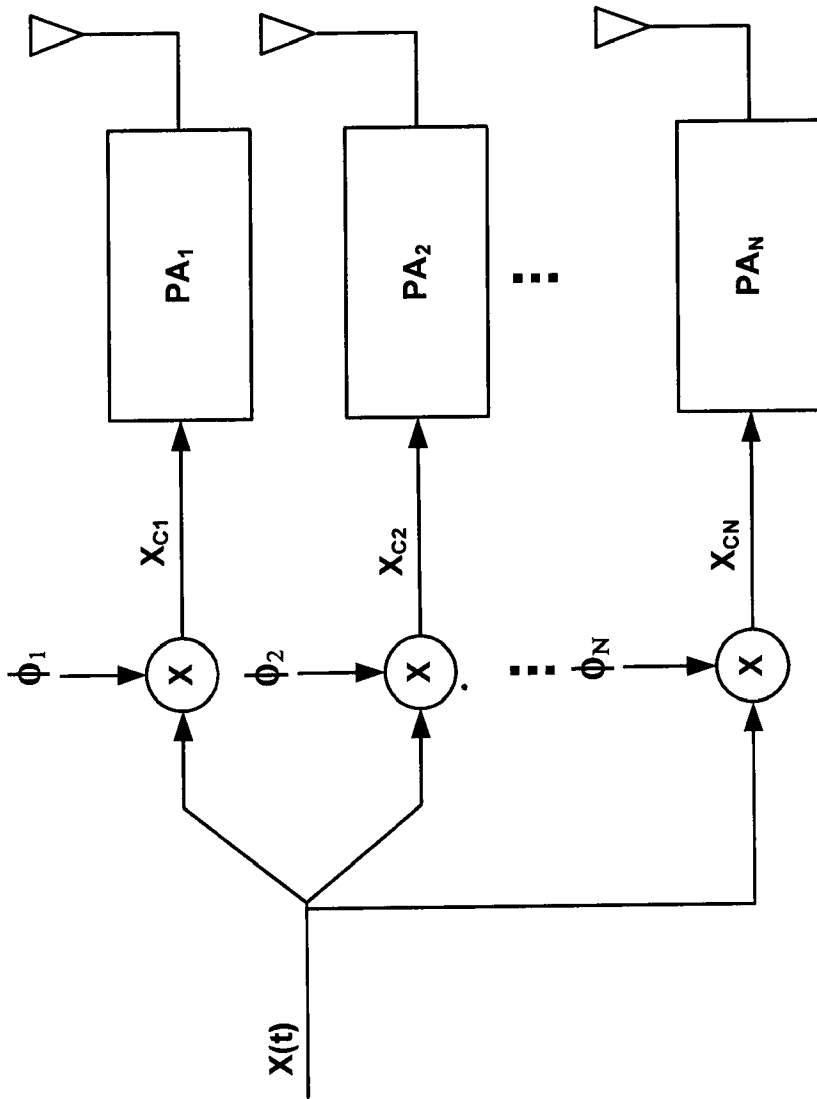 X(t)
ϕ₁
X
X_C1
PA₁
ϕ₂
X
X_C2
PA₂
ϕ_N
X
X_CN
PA_N